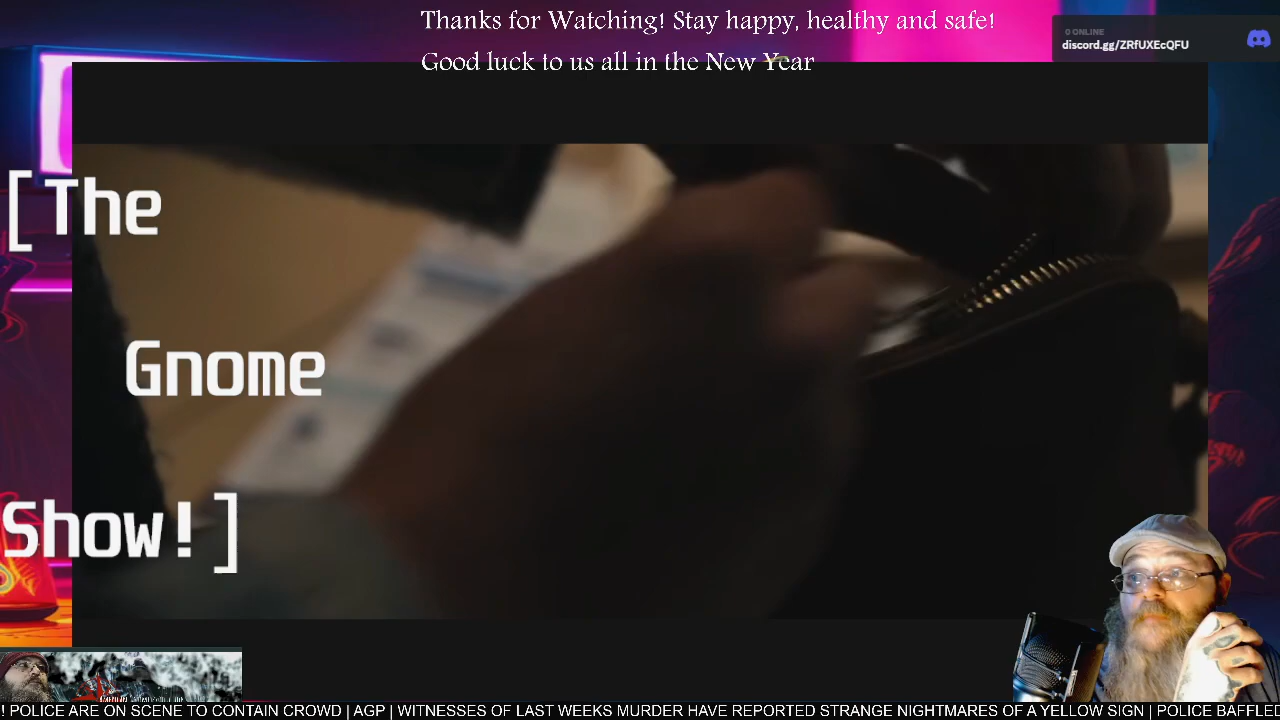 Thanks for Watching! Stay happy, healthy and safe!
Good luck to us all in the New Year
0 ONLINE
discord.gg/ZRfUXEcQFU
[The
Gnome
Show!]
! POLICE ARE ON SCENE TO CONTAIN CROWD | AGP | WITNESSES OF LAST WEEKS MURDER HAVE REPORTED STRANGE NIGHTMARES OF A YELLOW SIGN | POLICE BAFFLED